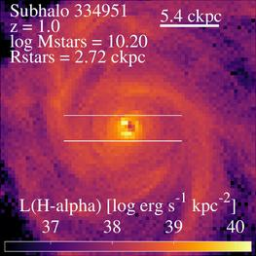 Subhalo 334951
5.4 ckpc
z = 1.0
log Mstars = 10.20
Rstars = 2.72 ckpc
L(H-alpha) [log erg s⁻¹ kpc⁻²]
37 38 39 40